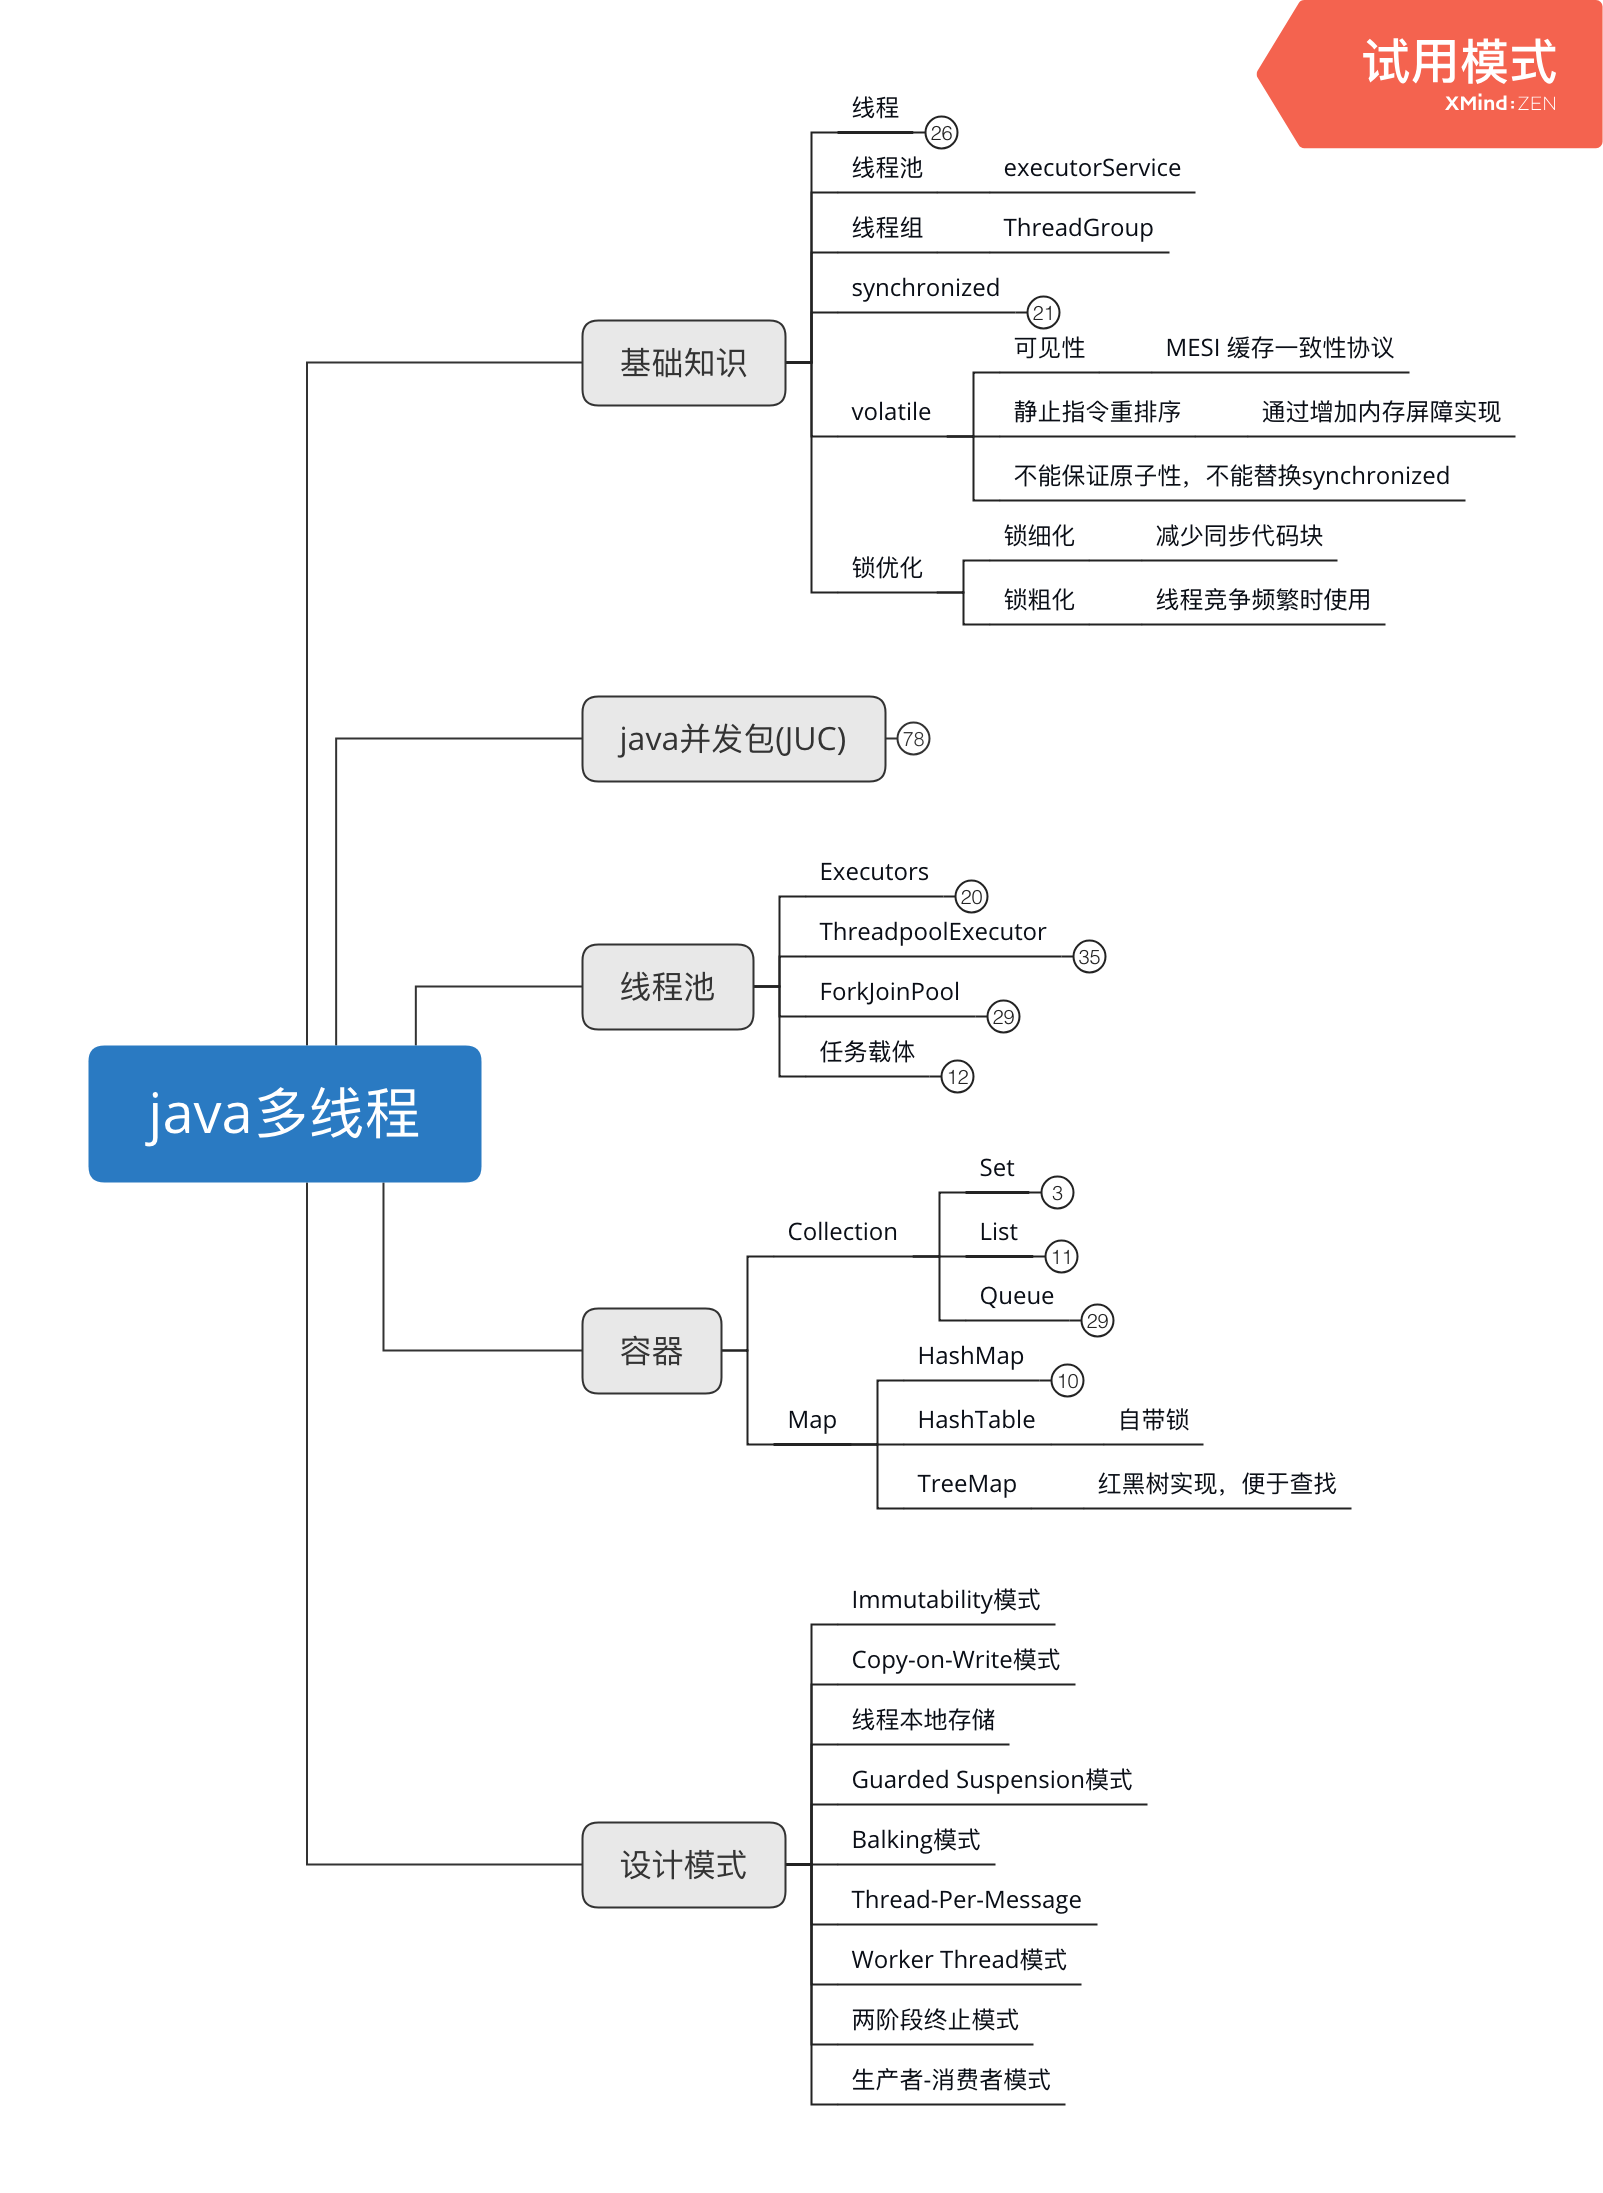 试用模式
XMind:ZEN
线程
26
线程池 executorService
线程组 ThreadGroup
synchronized
21
基础知识
可见性 MESI 缓存一致性协议
volatile
静止指令重排序 通过增加内存屏障实现
不能保证原子性，不能替换synchronized
锁优化
锁细化 减少同步代码块
锁粗化 线程竞争频繁时使用
java并发包(JUC)
78
Executors
20
ThreadpoolExecutor
35
线程池
ForkJoinPool
29
任务载体
12
java多线程
Set
3
Collection
List
11
Queue
29
容器
HashMap
10
Map
HashTable 自带锁
TreeMap 红黑树实现，便于查找
Immutability模式
Copy-on-Write模式
线程本地存储
Guarded Suspension模式
Balking模式
设计模式
Thread-Per-Message
Worker Thread模式
两阶段终止模式
生产者-消费者模式